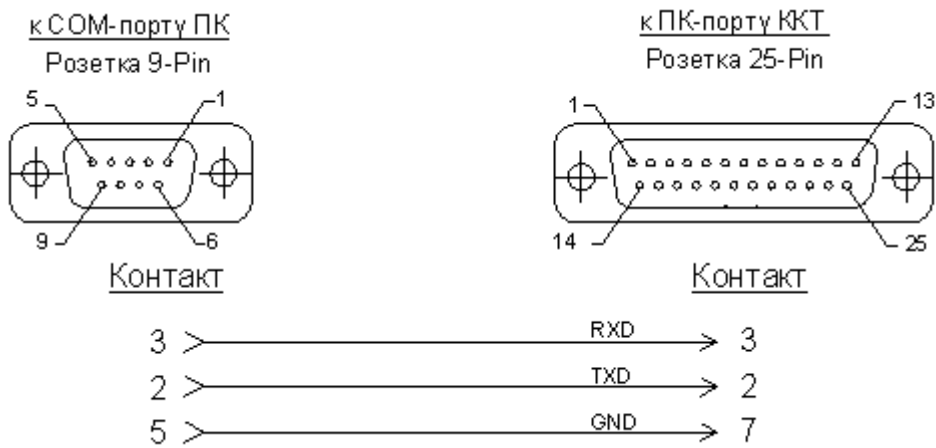 к COM-порту ПК
Розетка 9-Pin
5
1
9
6
к ПК-порту ККТ
Розетка 25-Pin
1
13
14
25
Контакт
Контакт
3 RXD 3
2 TXD 2
5 GND 7